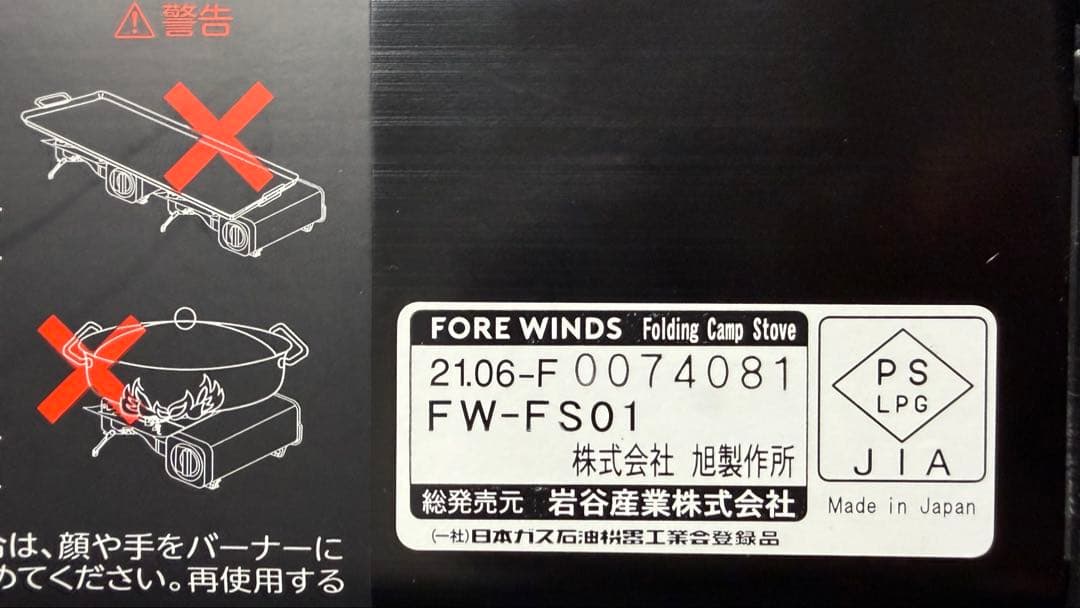 警告
合は、顔や手をバーナーに
めてください。再使用する
FORE WINDS Folding Camp Stove
21.06-F 0074081
FW-FS01
株式会社 旭製作所
総発売元 岩谷産業株式会社
(一社)日本ガス石油機器工業会登録品
PS
LPG
JIA
Made in Japan